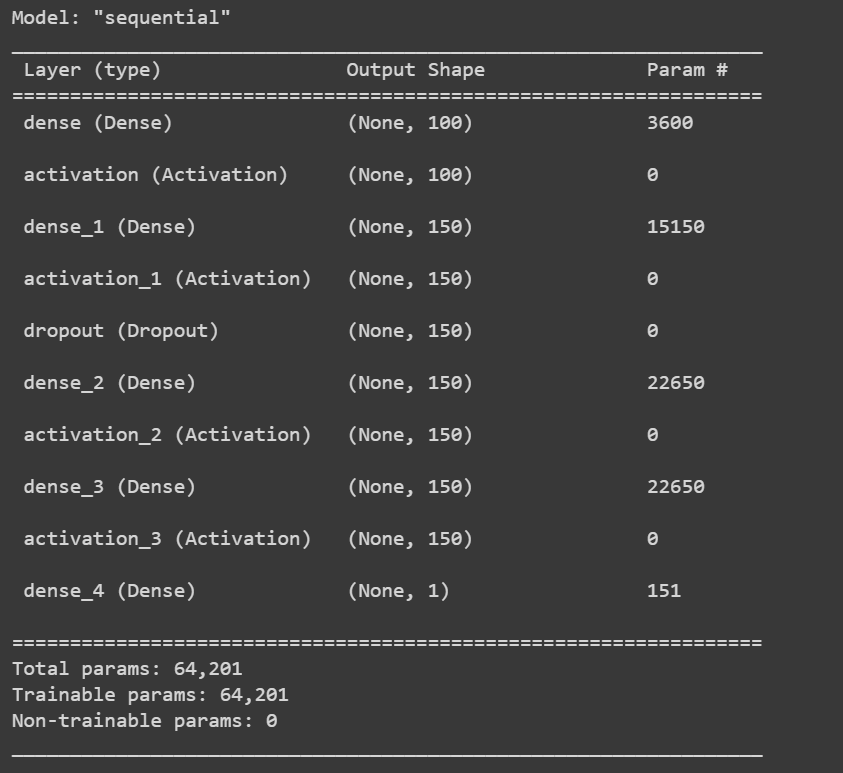 Model: "sequential"
_________________________________________________________________
Layer (type) Output Shape Param #
=================================================================
dense (Dense) (None, 100) 3600
activation (Activation) (None, 100) 0
dense_1 (Dense) (None, 150) 15150
activation_1 (Activation) (None, 150) 0
dropout (Dropout) (None, 150) 0
dense_2 (Dense) (None, 150) 22650
activation_2 (Activation) (None, 150) 0
dense_3 (Dense) (None, 150) 22650
activation_3 (Activation) (None, 150) 0
dense_4 (Dense) (None, 1) 151
=================================================================
Total params: 64,201
Trainable params: 64,201
Non-trainable params: 0
_________________________________________________________________